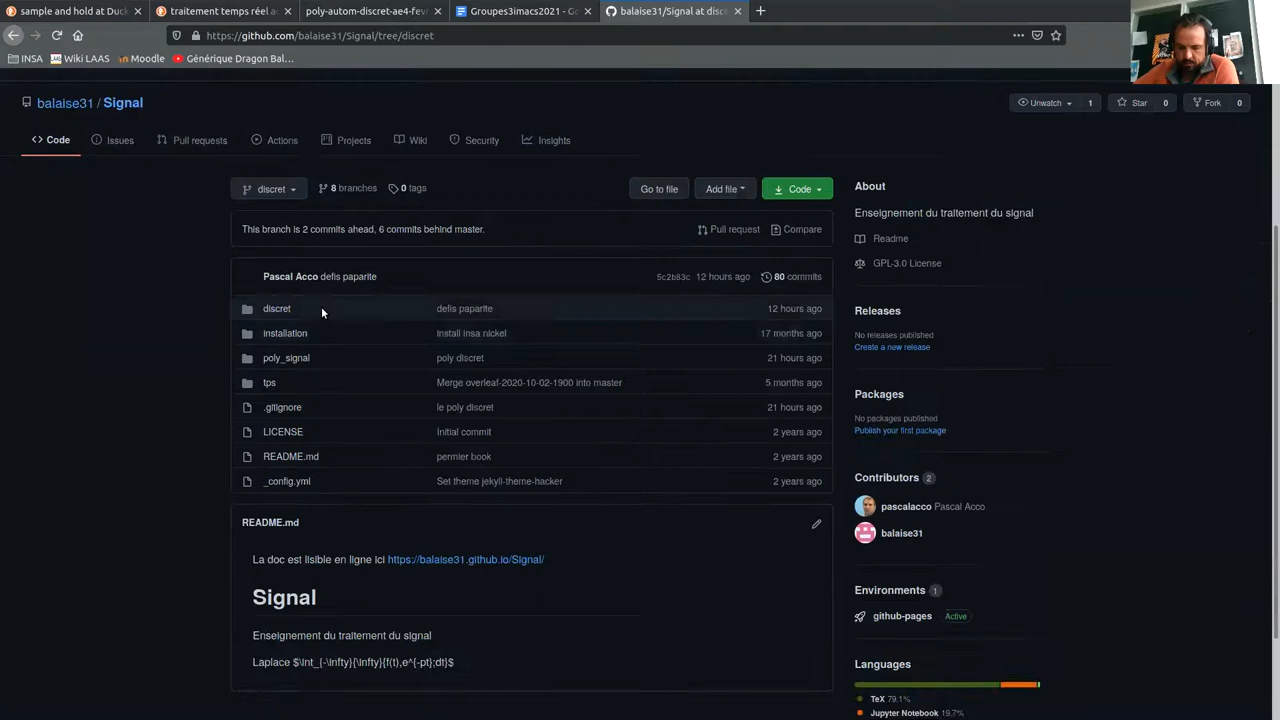 sample and hold at Duck
traitement temps réel a
poly-autom-discret-ae4-fevr
Groupes3imacs2021 - Go
balaise31/Signal at disc
https://github.com/balaise31/Signal/tree/discret
INSA
Wiki LAAS
Moodle
Générique Dragon Bal…
balaise31 / Signal
Unwatch 1
Star 0
Fork 0
Code
Issues
Pull requests
Actions
Projects
Wiki
Security
Insights
discret
8 branches
0 tags
Go to file
Add file
Code
This branch is 2 commits ahead, 6 commits behind master.
Pull request
Compare
Pascal Acco defis paparite
5c2b83c 12 hours ago
80 commits
discret defis paparite 12 hours ago
installation install insa nickel 17 months ago
poly_signal poly discret 21 hours ago
tps Merge overleaf-2020-10-02-1900 into master 5 months ago
.gitignore le poly discret 21 hours ago
LICENSE Initial commit 2 years ago
README.md permier book 2 years ago
_config.yml Set theme jekyll-theme-hacker 2 years ago
README.md
La doc est lisible en ligne ici https://balaise31.github.io/Signal/
Signal
Enseignement du traitement du signal
Laplace $\int_{-\infty}{\infty}{f(t),e^{-pt};dt}$
About
Enseignement du traitement du signal
Readme
GPL-3.0 License
Releases
No releases published
Create a new release
Packages
No packages published
Publish your first package
Contributors 2
pascalacco Pascal Acco
balaise31
Environments 1
github-pages Active
Languages
TeX 79.1%
Jupyter Notebook 19.7%